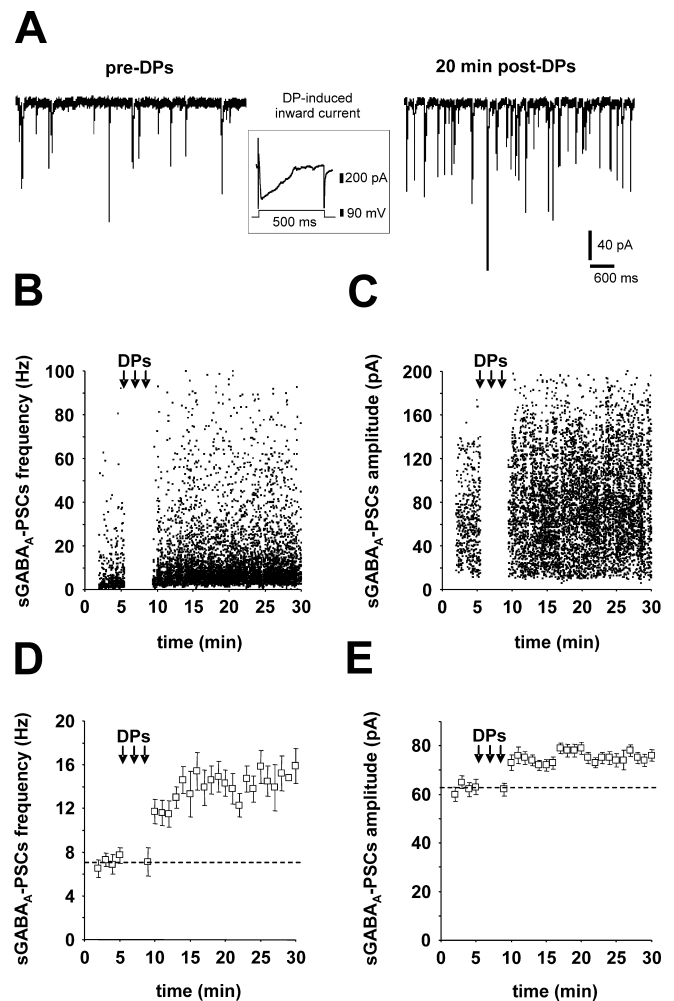 A
pre-DPs
20 min post-DPs
DP-induced
inward current
200 pA
90 mV
500 ms
40 pA
600 ms
B
C
DPs
DPs
sGABAA-PSCs frequency (Hz)
100
80
60
40
20
0
0 5 10 15 20 25 30
time (min)
sGABAA-PSCs amplitude (pA)
200
160
120
80
40
0
0 5 10 15 20 25 30
time (min)
D
E
DPs
DPs
sGABAA-PSCs frequency (Hz)
20
16
12
8
4
0
0 5 10 15 20 25 30
time (min)
sGABAA-PSCs amplitude (pA)
80
60
40
20
0
0 5 10 15 20 25 30
time (min)